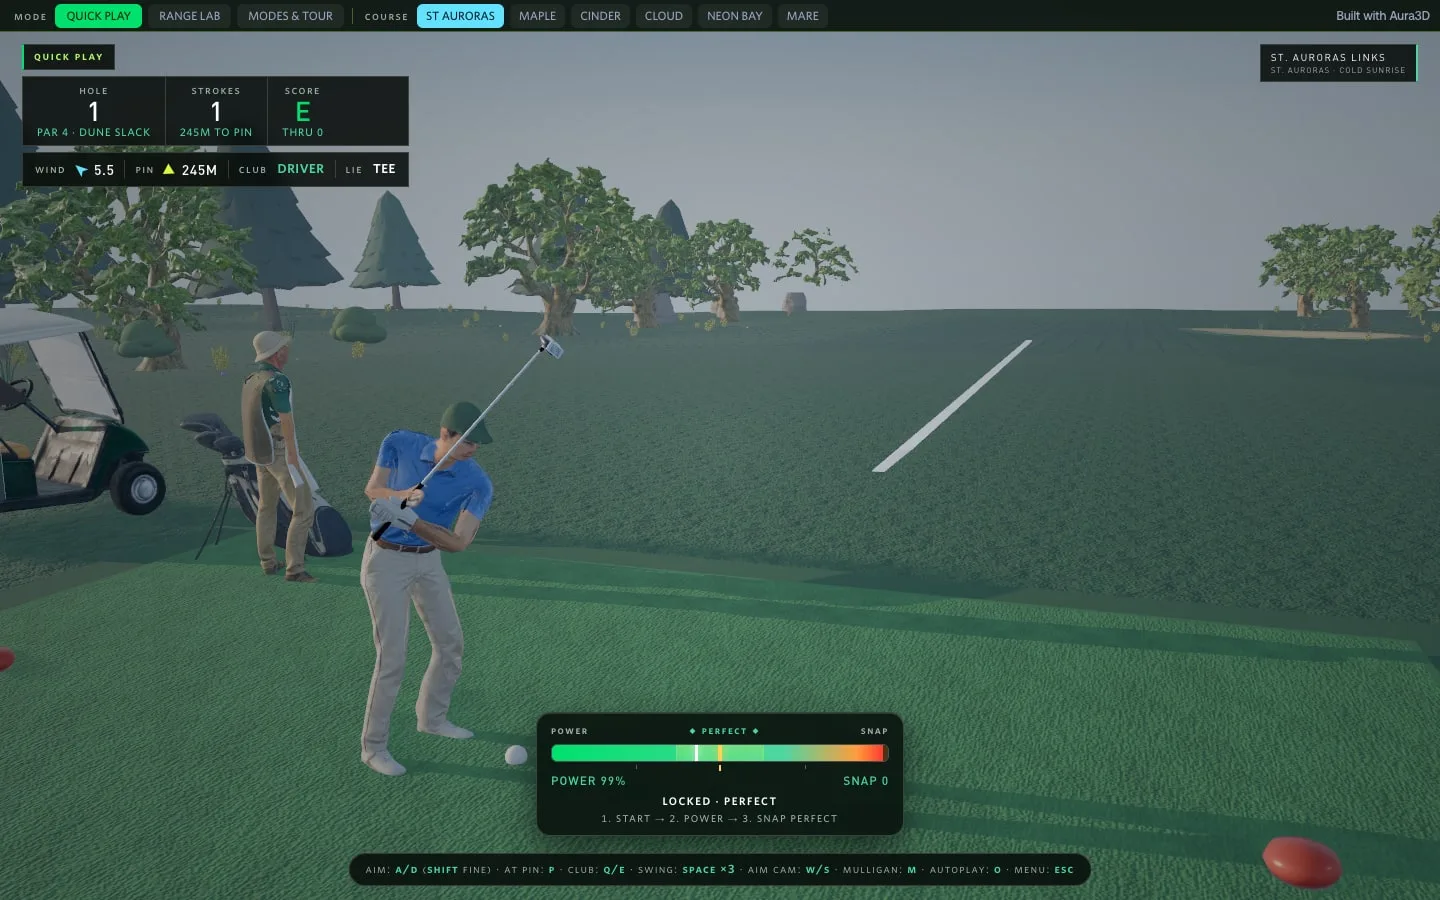 MODE QUICK PLAY RANGE LAB MODES & TOUR COURSE ST AURORAS MAPLE CINDER CLOUD NEON BAY MARE Built with Aura3D
QUICK PLAY
ST. AURORAS LINKS
ST. AURORAS · COLD SUNRISE
HOLE STROKES SCORE
1 1 E
PAR 4 · DUNE SLACK 245M TO PIN THRU 0
WIND 5.5 PIN 245M CLUB DRIVER LIE TEE
POWER ◆ PERFECT ◆ SNAP
POWER 99% SNAP 0
LOCKED · PERFECT
1. START → 2. POWER → 3. SNAP PERFECT
AIM: A/D (SHIFT FINE) · AT PIN: P · CLUB: Q/E · SWING: SPACE ×3 · AIM CAM: W/S · MULLIGAN: M · AUTOPLAY: O · MENU: ESC